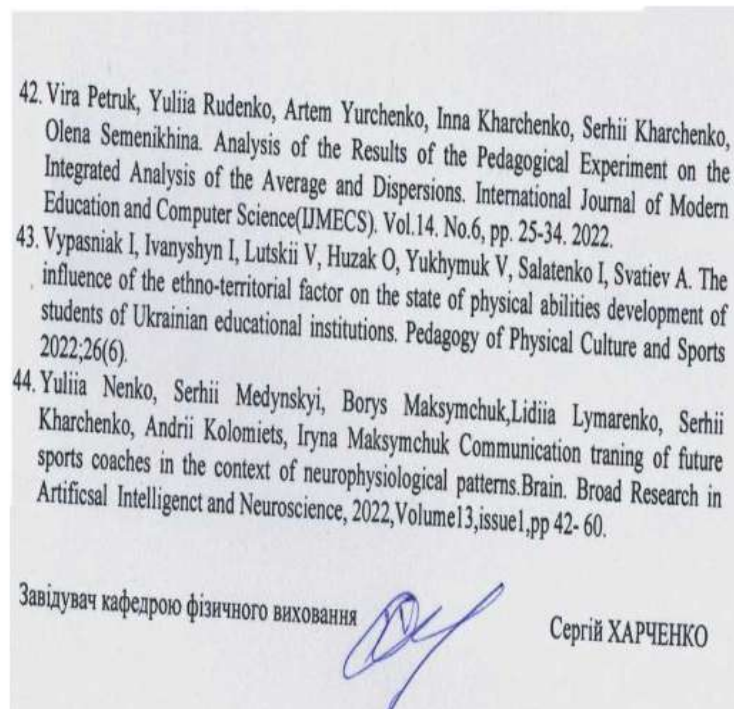 42. Vira Petruk, Yuliia Rudenko, Artem Yurchenko, Inna Kharchenko, Serhii Kharchenko,
Olena Semenikhina. Analysis of the Results of the Pedagogical Experiment on the
Integrated Analysis of the Average and Dispersions. International Journal of Modern
Education and Computer Science(IJMECS). Vol.14. No.6, pp. 25-34. 2022.
43. Vypasniak I, Ivanyshyn I, Lutskii V, Huzak O, Yukhymuk V, Salatenko I, Svatiev A. The
influence of the ethno-territorial factor on the state of physical abilities development of
students of Ukrainian educational institutions. Pedagogy of Physical Culture and Sports
2022;26(6).
44. Yuliia Nenko, Serhii Medynskyi, Borys Maksymchuk,Lidiia Lymarenko, Serhii
Kharchenko, Andrii Kolomiets, Iryna Maksymchuk Communication traning of future
sports coaches in the context of neurophysiological patterns.Brain. Broad Research in
Artificsal Intelligenct and Neuroscience, 2022,Volume13,issue1,pp 42- 60.
Завідувач кафедрою фізичного виховання
Сергій ХАРЧЕНКО